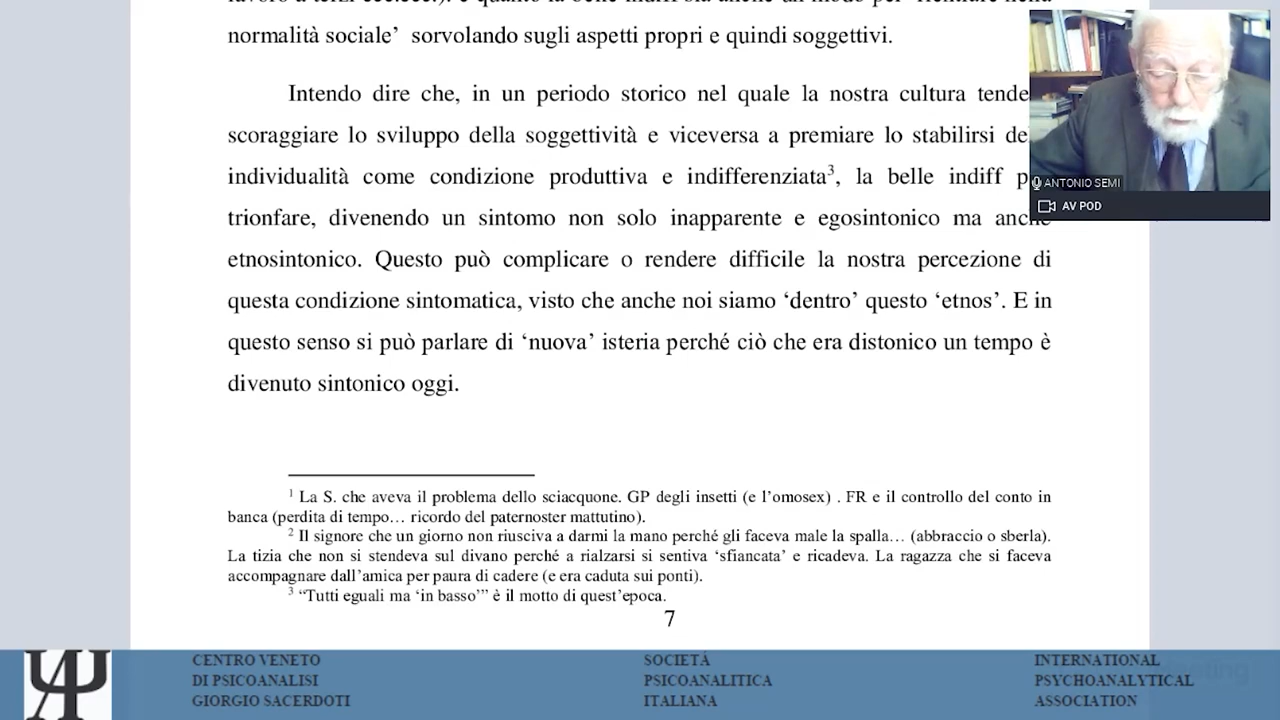 normalità sociale’ sorvolando sugli aspetti propri e quindi soggettivi.
Intendo dire che, in un periodo storico nel quale la nostra cultura tende
scoraggiare lo sviluppo della soggettività e viceversa a premiare lo stabilirsi
individualità come condizione produttiva e indifferenziata³, la belle indiff
trionfare, divenendo un sintomo non solo inapparente e egosintonico ma anche
etnosintonico. Questo può complicare o rendere difficile la nostra percezione di
questa condizione sintomatica, visto che anche noi siamo ‘dentro’ questo ‘etnos’. E in
questo senso si può parlare di ‘nuova’ isteria perché ciò che era distonico un tempo è
divenuto sintonico oggi.
¹ La S. che aveva il problema dello sciacquone. GP degli insetti (e l’omosex) . FR e il controllo del conto in
banca (perdita di tempo… ricordo del paternoster mattutino).
² Il signore che un giorno non riusciva a darmi la mano perché gli faceva male la spalla… (abbraccio o sberla).
La tizia che non si stendeva sul divano perché a rialzarsi si sentiva ‘sfiancata’ e ricadeva. La ragazza che si faceva
accompagnare dall’amica per paura di cadere (e era caduta sui ponti).
³ “Tutti eguali ma ‘in basso’” è il motto di quest’epoca.
7
ANTONIO SEMI
AV POD
CENTRO VENETO
DI PSICOANALISI
GIORGIO SACERDOTI
SOCIETÀ
PSICOANALITICA
ITALIANA
INTERNATIONAL
PSYCHOANALYTICAL
ASSOCIATION